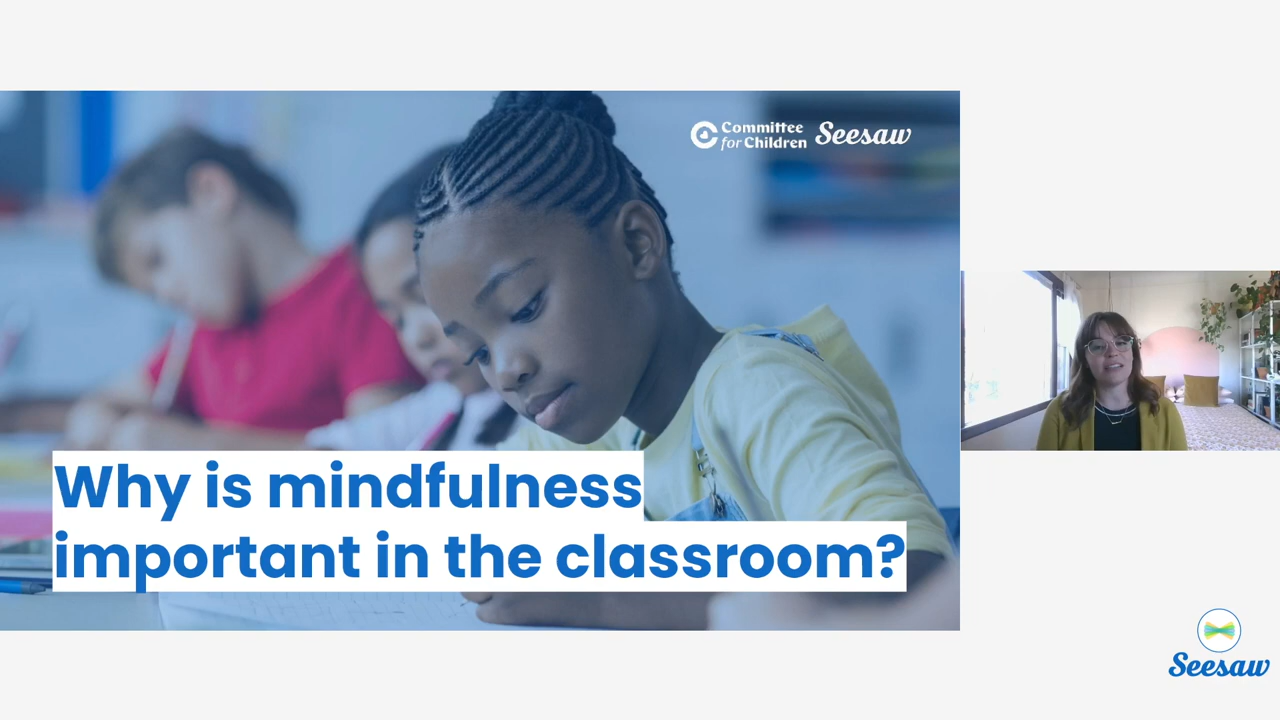 Committee
for Children
Seesaw
Why is mindfulness
important in the classroom?
Seesaw